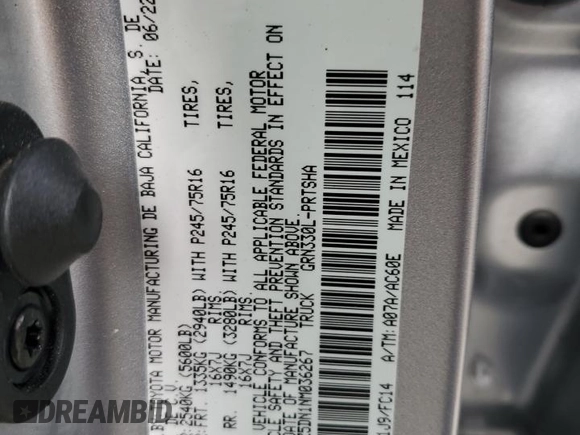 TOYOTA MOTOR MANUFACTURING DE BAJA CALIFORNIA, S. DE
DATE: 06/22
2540KG (5600LB)
FRT. 1335KG (2940LB) WITH P245/75R16 TIRES,
16X7J RIMS,
RR. 1490KG (3280LB) WITH P245/75R16 TIRES,
16X7J RIMS,
VEHICLE CONFORMS TO ALL APPLICABLE FEDERAL MOTOR
SAFETY AND THEFT PREVENTION STANDARDS IN EFFECT ON
DATE OF MANUFACTURE SHOWN ABOVE.
5DN1NM036267 TRUCK GRN330L-PRTSHA
1J9/FC14 A/TM:A07A/AC60E MADE IN MEXICO 114
DREAMBID